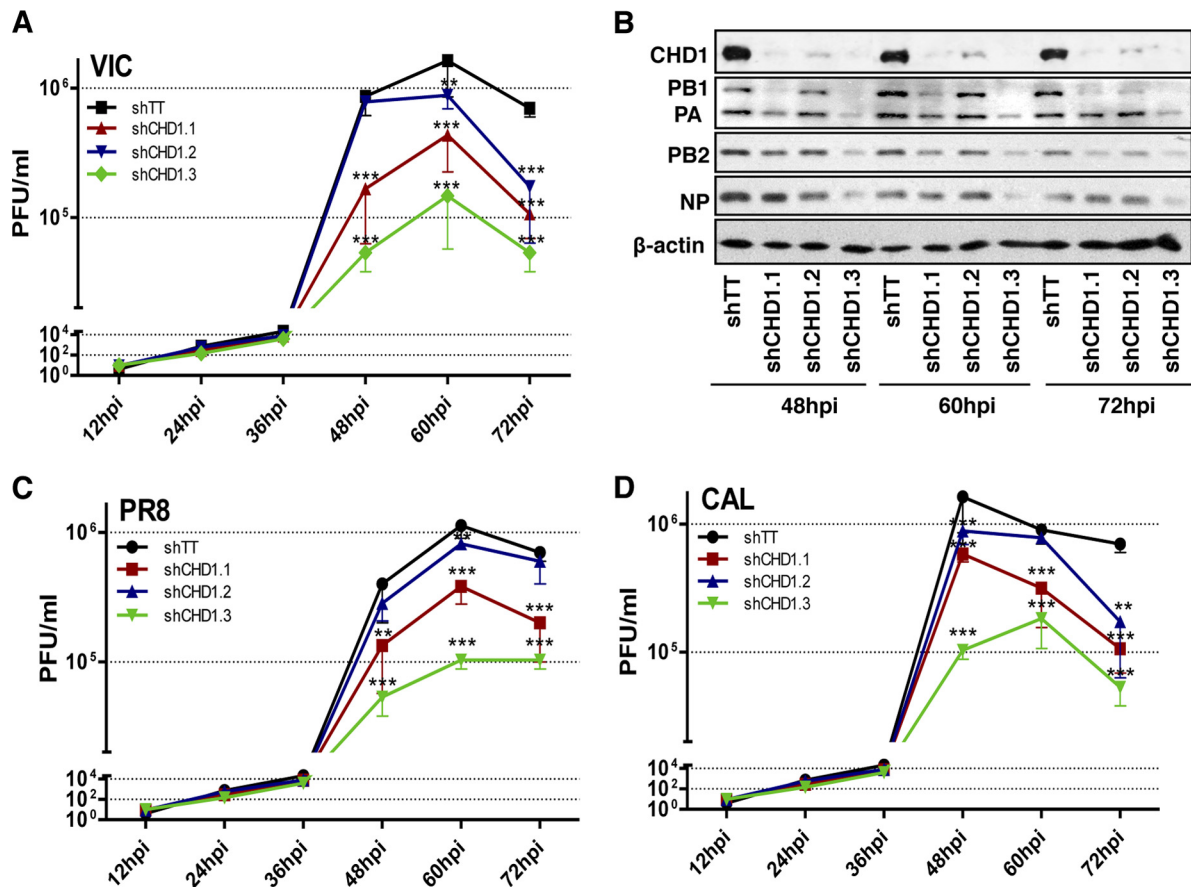 A
VIC
PFU/ml
10⁶
10⁵
10⁴
10²
10⁰
shTT
shCHD1.1
shCHD1.2
shCHD1.3
**
***
***
***
***
***
***
***
12hpi
24hpi
36hpi
48hpi
60hpi
72hpi
B
CHD1
PB1
PA
PB2
NP
β-actin
shTT
shCHD1.1
shCHD1.2
shCHD1.3
shTT
shCHD1.1
shCHD1.2
shCHD1.3
shTT
shCHD1.1
shCHD1.2
shCHD1.3
48hpi
60hpi
72hpi
C
PR8
PFU/ml
10⁶
10⁵
10⁴
10²
10⁰
shTT
shCHD1.1
shCHD1.2
shCHD1.3
**
***
***
**
***
***
***
***
12hpi
24hpi
36hpi
48hpi
60hpi
72hpi
D
CAL
PFU/ml
10⁶
10⁵
10⁴
10²
10⁰
shTT
shCHD1.1
shCHD1.2
shCHD1.3
***
***
***
***
***
**
***
***
12hpi
24hpi
36hpi
48hpi
60hpi
72hpi